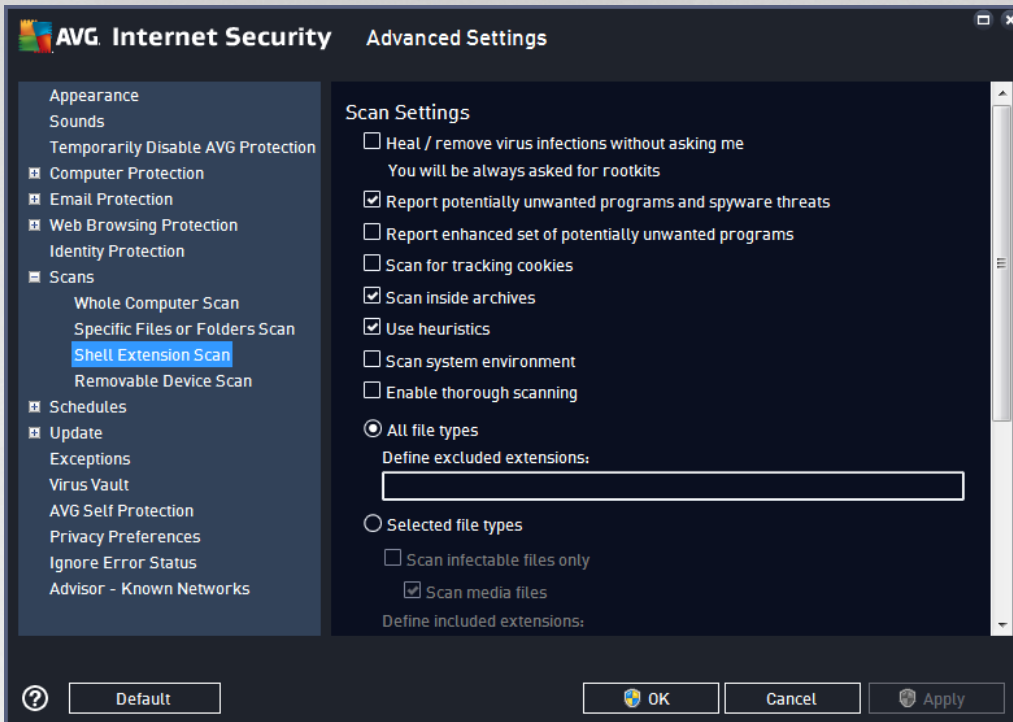 AVG. Internet Security Advanced Settings
Appearance
Sounds
Temporarily Disable AVG Protection
Computer Protection
Email Protection
Web Browsing Protection
Identity Protection
Scans
Whole Computer Scan
Specific Files or Folders Scan
Shell Extension Scan
Removable Device Scan
Schedules
Update
Exceptions
Virus Vault
AVG Self Protection
Privacy Preferences
Ignore Error Status
Advisor - Known Networks
Scan Settings
Heal / remove virus infections without asking me
You will be always asked for rootkits
Report potentially unwanted programs and spyware threats
Report enhanced set of potentially unwanted programs
Scan for tracking cookies
Scan inside archives
Use heuristics
Scan system environment
Enable thorough scanning
All file types
Define excluded extensions:
Selected file types
Scan infectable files only
Scan media files
Define included extensions:
? Default OK Cancel Apply